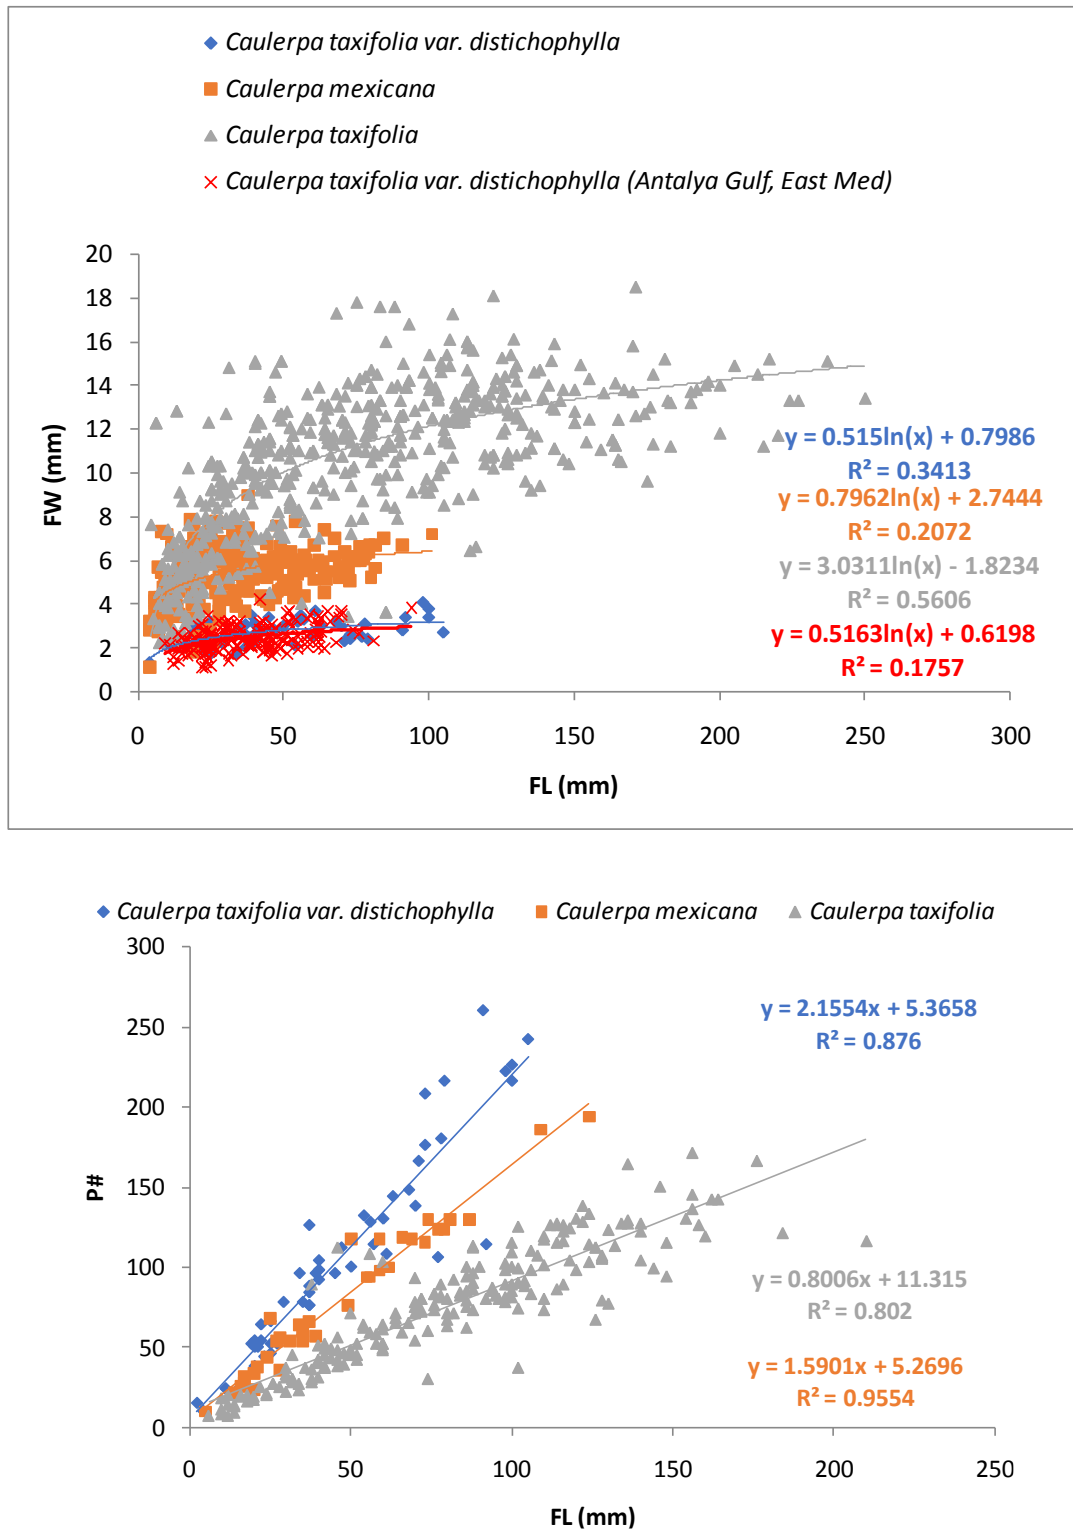 Caulerpa taxifolia var. distichophylla
Caulerpa mexicana
Caulerpa taxifolia
Caulerpa taxifolia var. distichophylla (Antalya Gulf, East Med)
20
18
16
14
12
10
8
6
4
2
0
FW (mm)
y = 0.515ln(x) + 0.7986
R² = 0.3413
y = 0.7962ln(x) + 2.7444
R² = 0.2072
y = 3.0311ln(x) - 1.8234
R² = 0.5606
y = 0.5163ln(x) + 0.6198
R² = 0.1757
0 50 100 150 200 250 300
FL (mm)
Caulerpa taxifolia var. distichophylla Caulerpa mexicana Caulerpa taxifolia
300
250
200
150
100
50
0
P#
y = 2.1554x + 5.3658
R² = 0.876
y = 0.8006x + 11.315
R² = 0.802
y = 1.5901x + 5.2696
R² = 0.9554
0 50 100 150 200 250
FL (mm)